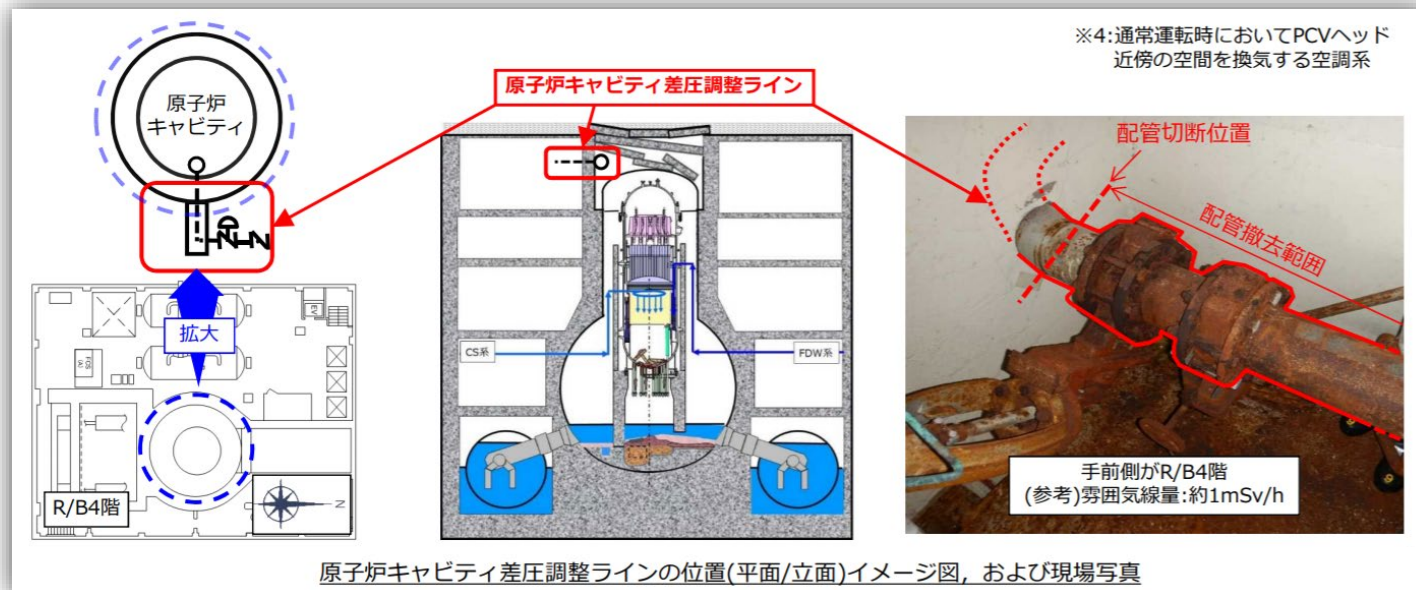 ※4:通常運転時においてPCVヘッド
近傍の空間を換気する空調系
原子炉キャビティ差圧調整ライン
原子炉
キャビティ
拡大
EV
FCS
(A)
R/B4階
N
CS系
FDW系
配管切断位置
配管撤去範囲
手前側がR/B4階
(参考)雰囲気線量:約1mSv/h
原子炉キャビティ差圧調整ラインの位置(平面/立面)イメージ図，および現場写真